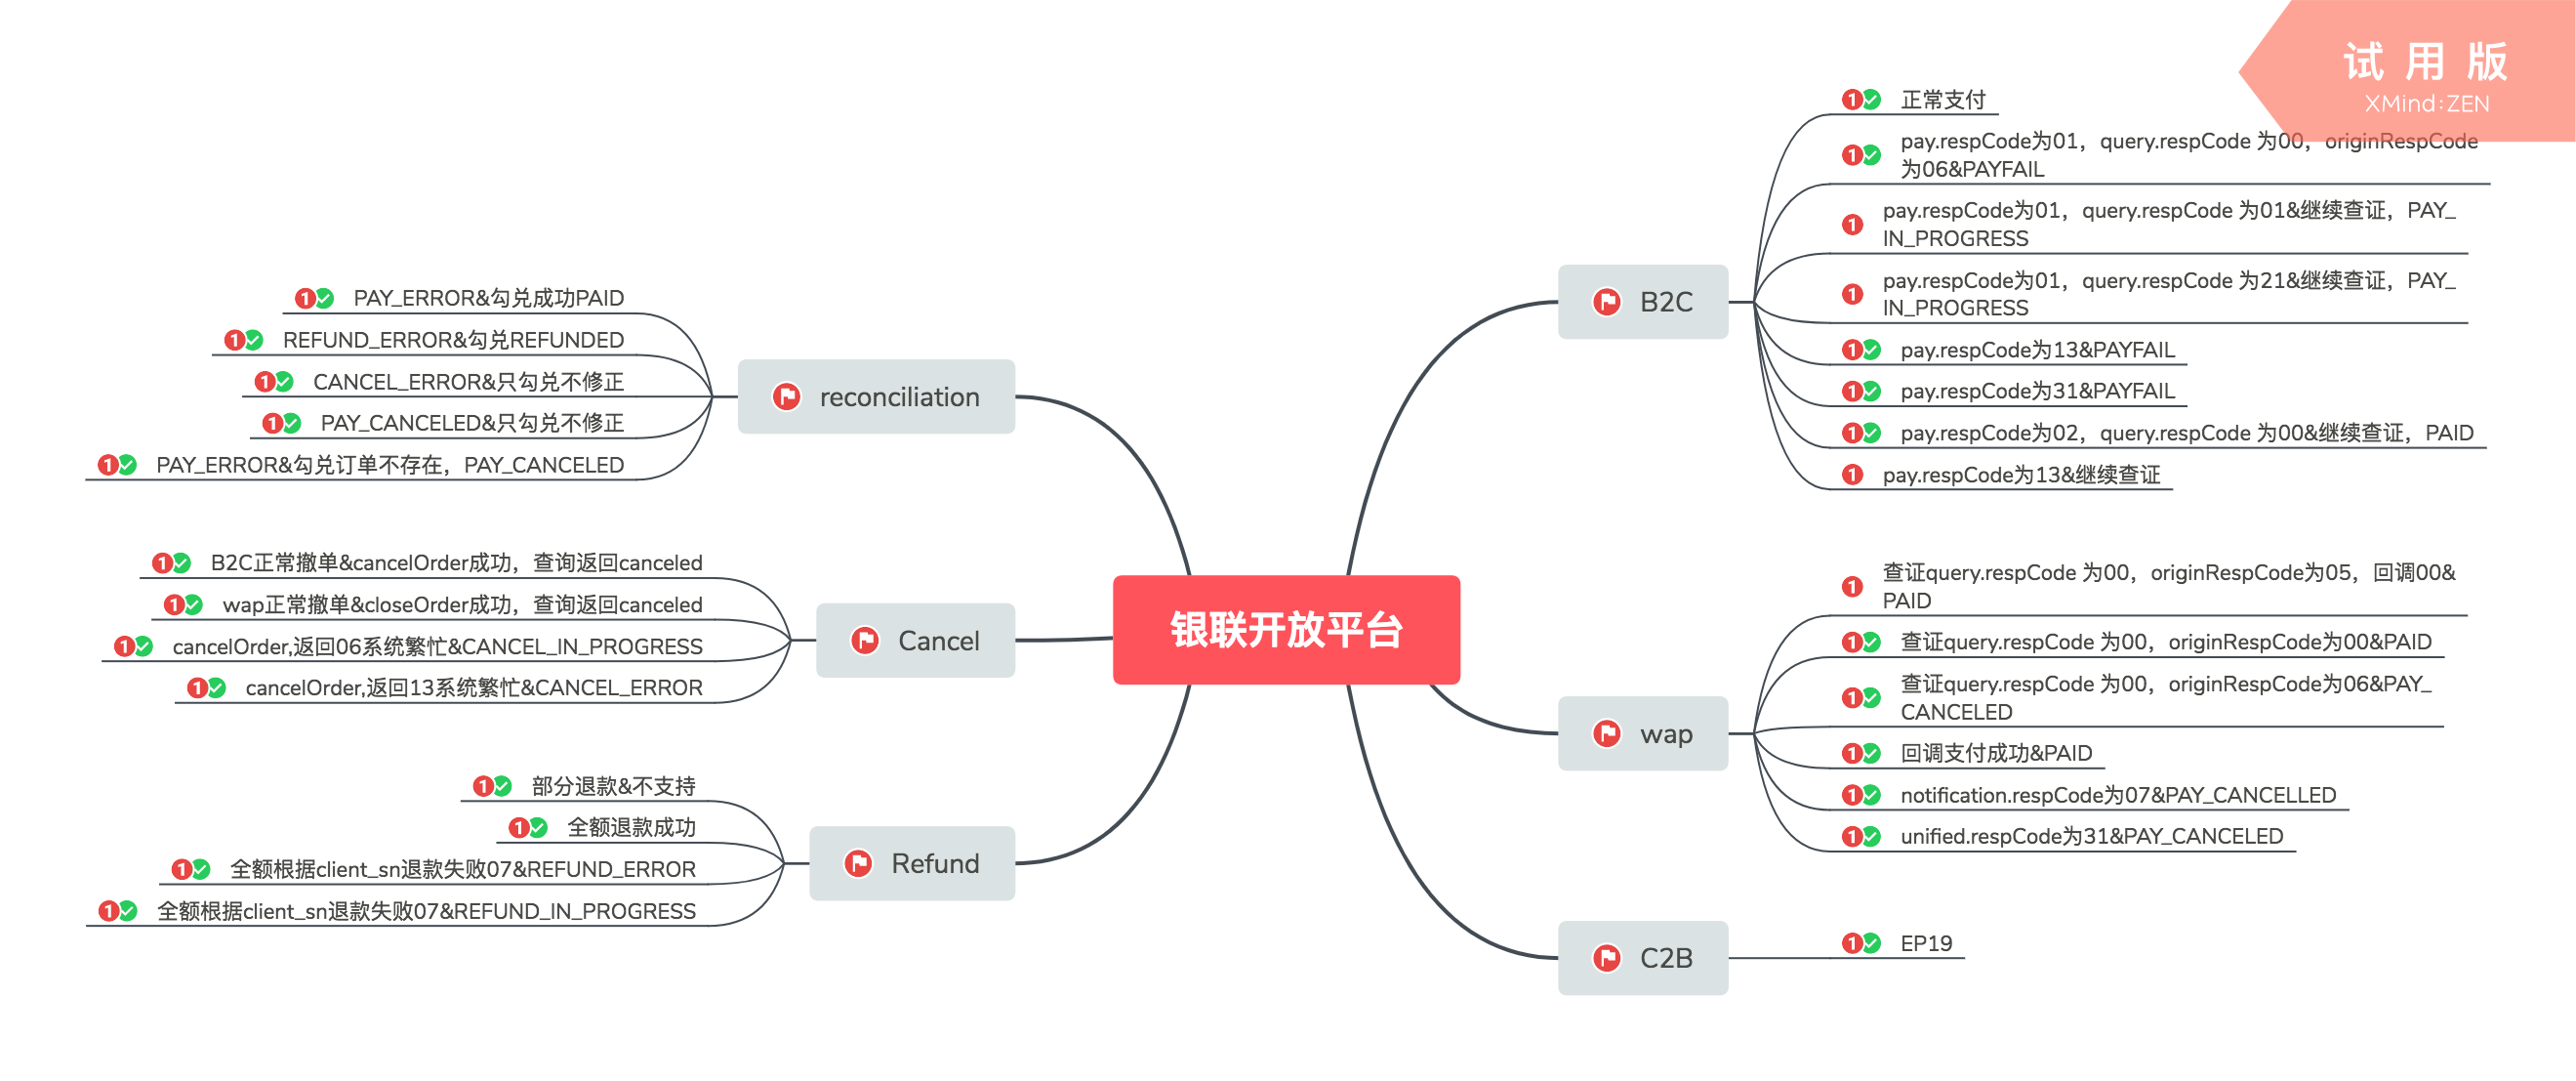 试用版
XMind:ZEN
银联开放平台
B2C
正常支付
pay.respCode为01，query.respCode 为00，originRespCode
为06&PAYFAIL
pay.respCode为01，query.respCode 为01&继续查证，PAY_
IN_PROGRESS
pay.respCode为01，query.respCode 为21&继续查证，PAY_
IN_PROGRESS
pay.respCode为13&PAYFAIL
pay.respCode为31&PAYFAIL
pay.respCode为02，query.respCode 为00&继续查证，PAID
pay.respCode为13&继续查证
wap
查证query.respCode 为00，originRespCode为05，回调00&
PAID
查证query.respCode 为00，originRespCode为00&PAID
查证query.respCode 为00，originRespCode为06&PAY_
CANCELED
回调支付成功&PAID
notification.respCode为07&PAY_CANCELLED
unified.respCode为31&PAY_CANCELED
C2B
EP19
reconciliation
PAY_ERROR&勾兑成功PAID
REFUND_ERROR&勾兑REFUNDED
CANCEL_ERROR&只勾兑不修正
PAY_CANCELED&只勾兑不修正
PAY_ERROR&勾兑订单不存在，PAY_CANCELED
Cancel
B2C正常撤单&cancelOrder成功，查询返回canceled
wap正常撤单&closeOrder成功，查询返回canceled
cancelOrder,返回06系统繁忙&CANCEL_IN_PROGRESS
cancelOrder,返回13系统繁忙&CANCEL_ERROR
Refund
部分退款&不支持
全额退款成功
全额根据client_sn退款失败07&REFUND_ERROR
全额根据client_sn退款失败07&REFUND_IN_PROGRESS